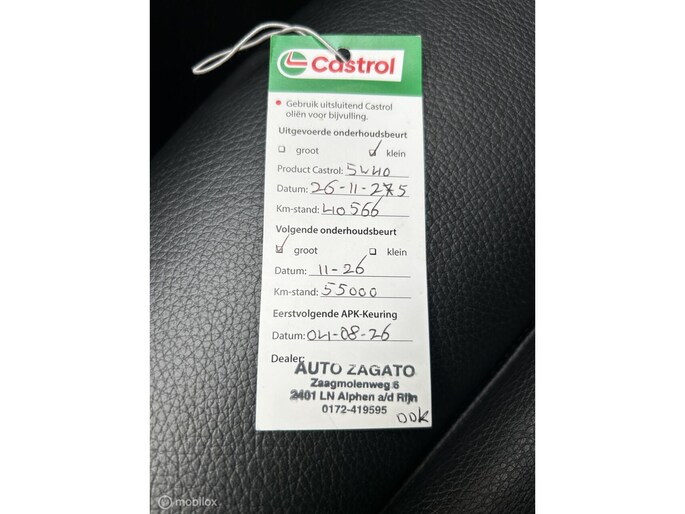 Castrol
Gebruik uitsluitend Castrol
oliën voor bijvulling.
Uitgevoerde onderhoudsbeurt
groot klein
Product Castrol: 5W40
Datum: 26-11-25
Km-stand: 40566
Volgende onderhoudsbeurt
groot klein
Datum: 11-26
Km-stand: 55000
Eerstvolgende APK-Keuring
Datum: 04-08-26
Dealer:
AUTO ZAGATO
Zaagmolenweg 6
2401 LN Alphen a/d Rijn
0172-419595
mobilox